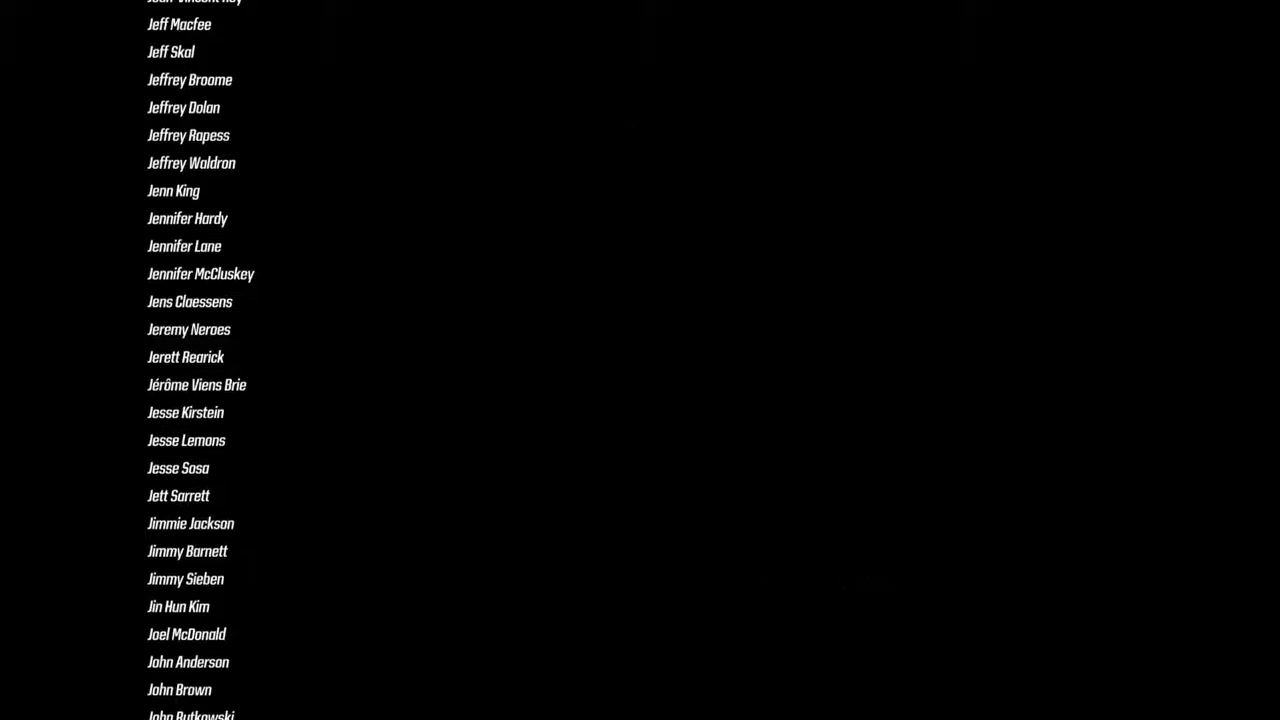 Jeff Macfee
Jeff Skal
Jeffrey Broome
Jeffrey Dolan
Jeffrey Rapess
Jeffrey Waldron
Jenn King
Jennifer Hardy
Jennifer Lane
Jennifer McCluskey
Jens Claessens
Jeremy Neroes
Jerett Rearick
Jérôme Viens Brie
Jesse Kirstein
Jesse Lemons
Jesse Sosa
Jett Sarrett
Jimmie Jackson
Jimmy Barnett
Jimmy Sieben
Jin Hun Kim
Joel McDonald
John Anderson
John Brown
John Rutkowski